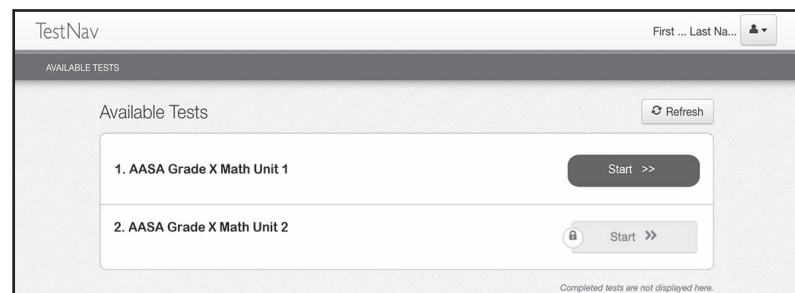 TestNav
First ... Last Na...
AVAILABLE TESTS
Available Tests
Refresh
1. AASA Grade X Math Unit 1
Start >>
2. AASA Grade X Math Unit 2
Start >>
Completed tests are not displayed here.